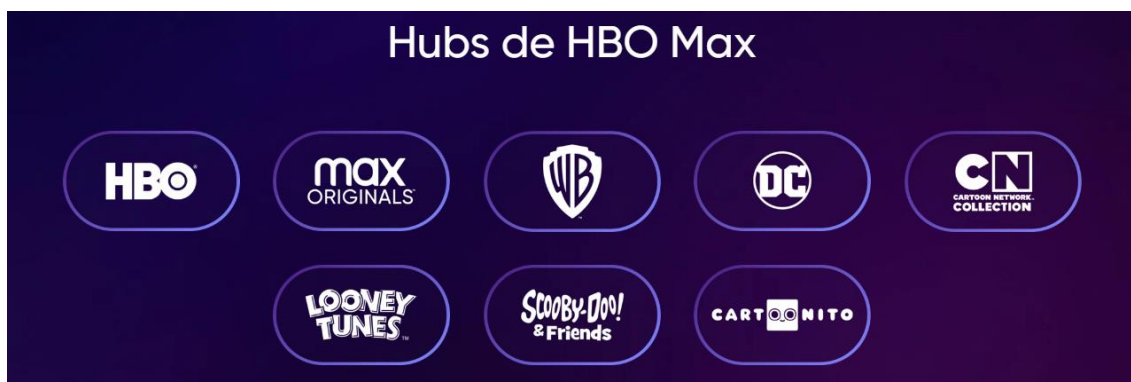 Hubs de HBO Max
HBO
max
ORIGINALS
WB
DC
CN
CARTOON NETWORK.
COLLECTION
LOONEY
TUNES
SCOOBY-DOO!
& Friends
CARTOONITO